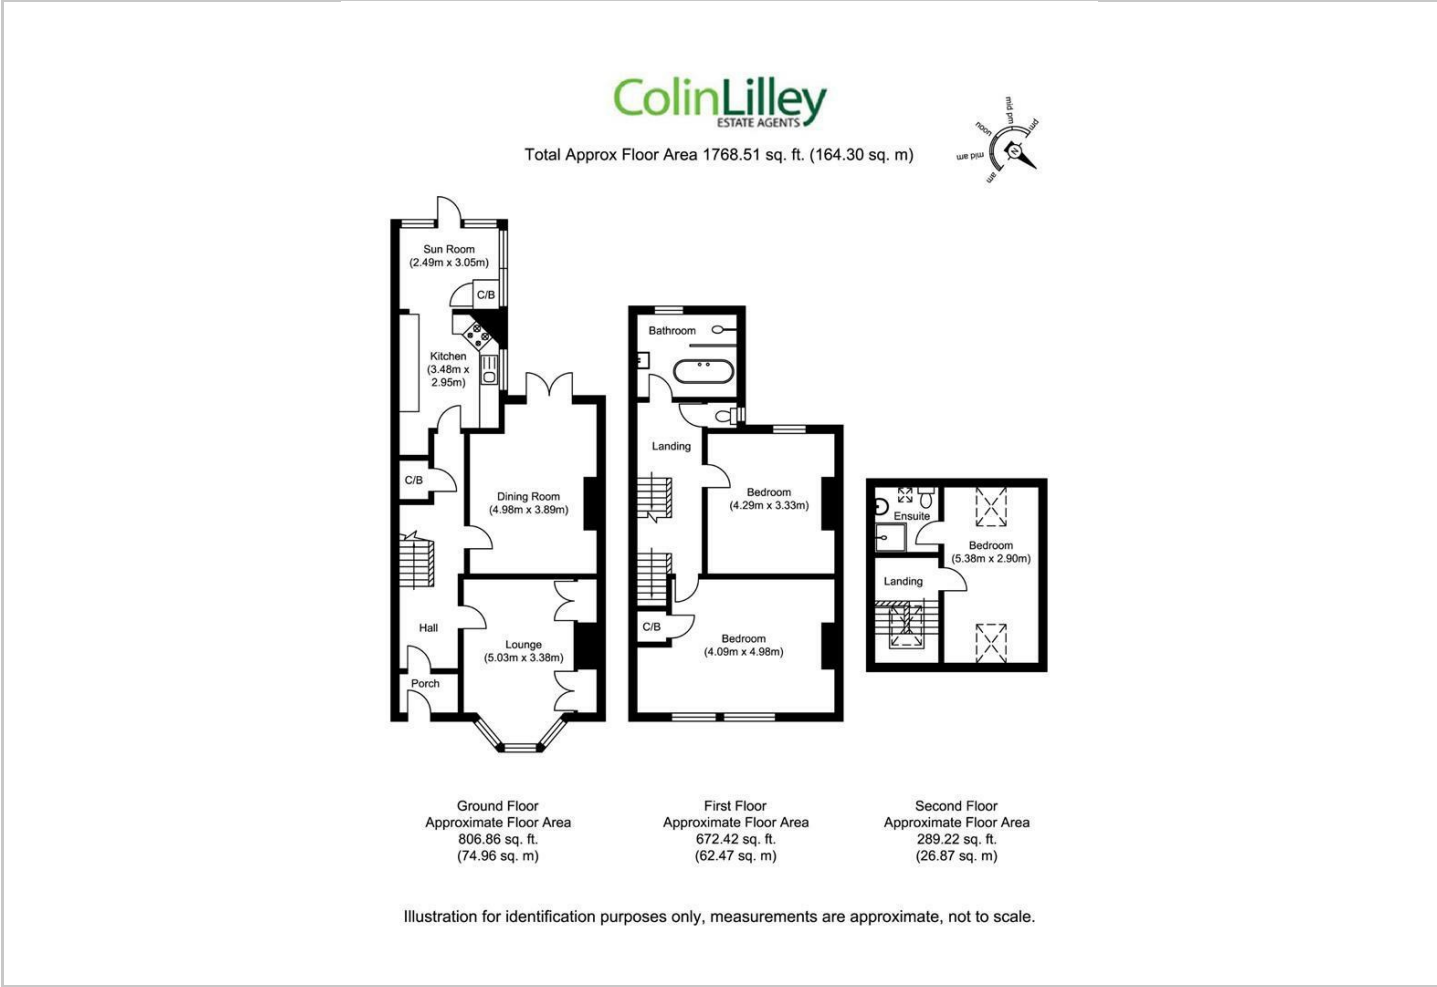 ColinLilley
ESTATE AGENTS
Total Approx Floor Area 1768.51 sq. ft. (164.30 sq. m)
am
mid am
noon
mid pm
pm
N
Sun Room
(2.49m x 3.05m)
C/B
Kitchen
(3.48m x
2.95m)
C/B
Dining Room
(4.98m x 3.89m)
Hall
Lounge
(5.03m x 3.38m)
Porch
Bathroom
Landing
Bedroom
(4.29m x 3.33m)
C/B
Bedroom
(4.09m x 4.98m)
Ensuite
Bedroom
(5.38m x 2.90m)
Landing
Ground Floor
Approximate Floor Area
806.86 sq. ft.
(74.96 sq. m)
First Floor
Approximate Floor Area
672.42 sq. ft.
(62.47 sq. m)
Second Floor
Approximate Floor Area
289.22 sq. ft.
(26.87 sq. m)
Illustration for identification purposes only, measurements are approximate, not to scale.